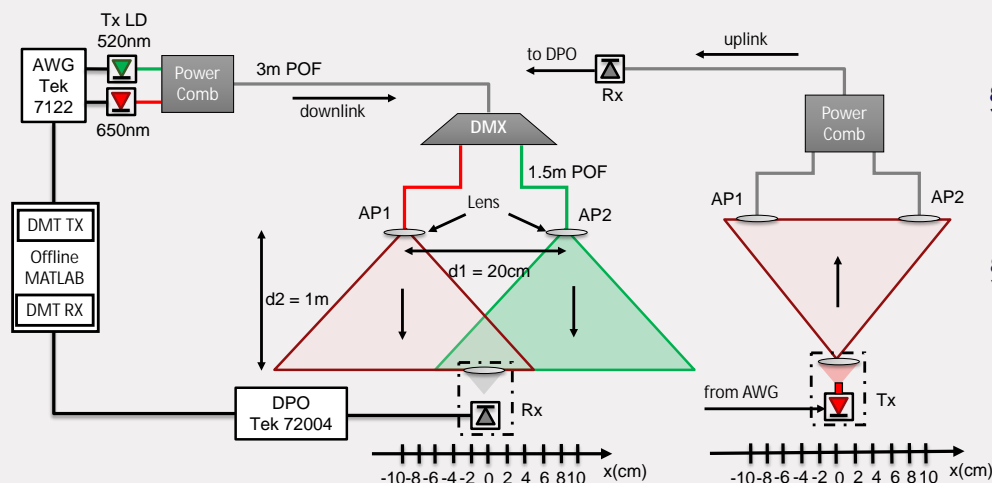 Tx LD
520nm
AWG
Tek
7122
650nm
Power
Comb
3m POF
downlink
DMX
1.5m POF
AP1
Lens
AP2
d1 = 20cm
d2 = 1m
DMT TX
Offline
MATLAB
DMT RX
DPO
Tek 72004
Rx
-10 -8 -6 -4 -2 0 2 4 6 8 10
x(cm)
to DPO
Rx
uplink
Power
Comb
AP1
AP2
from AWG
Tx
-10 -8 -6 -4 -2 0 2 4 6 8 10
x(cm)